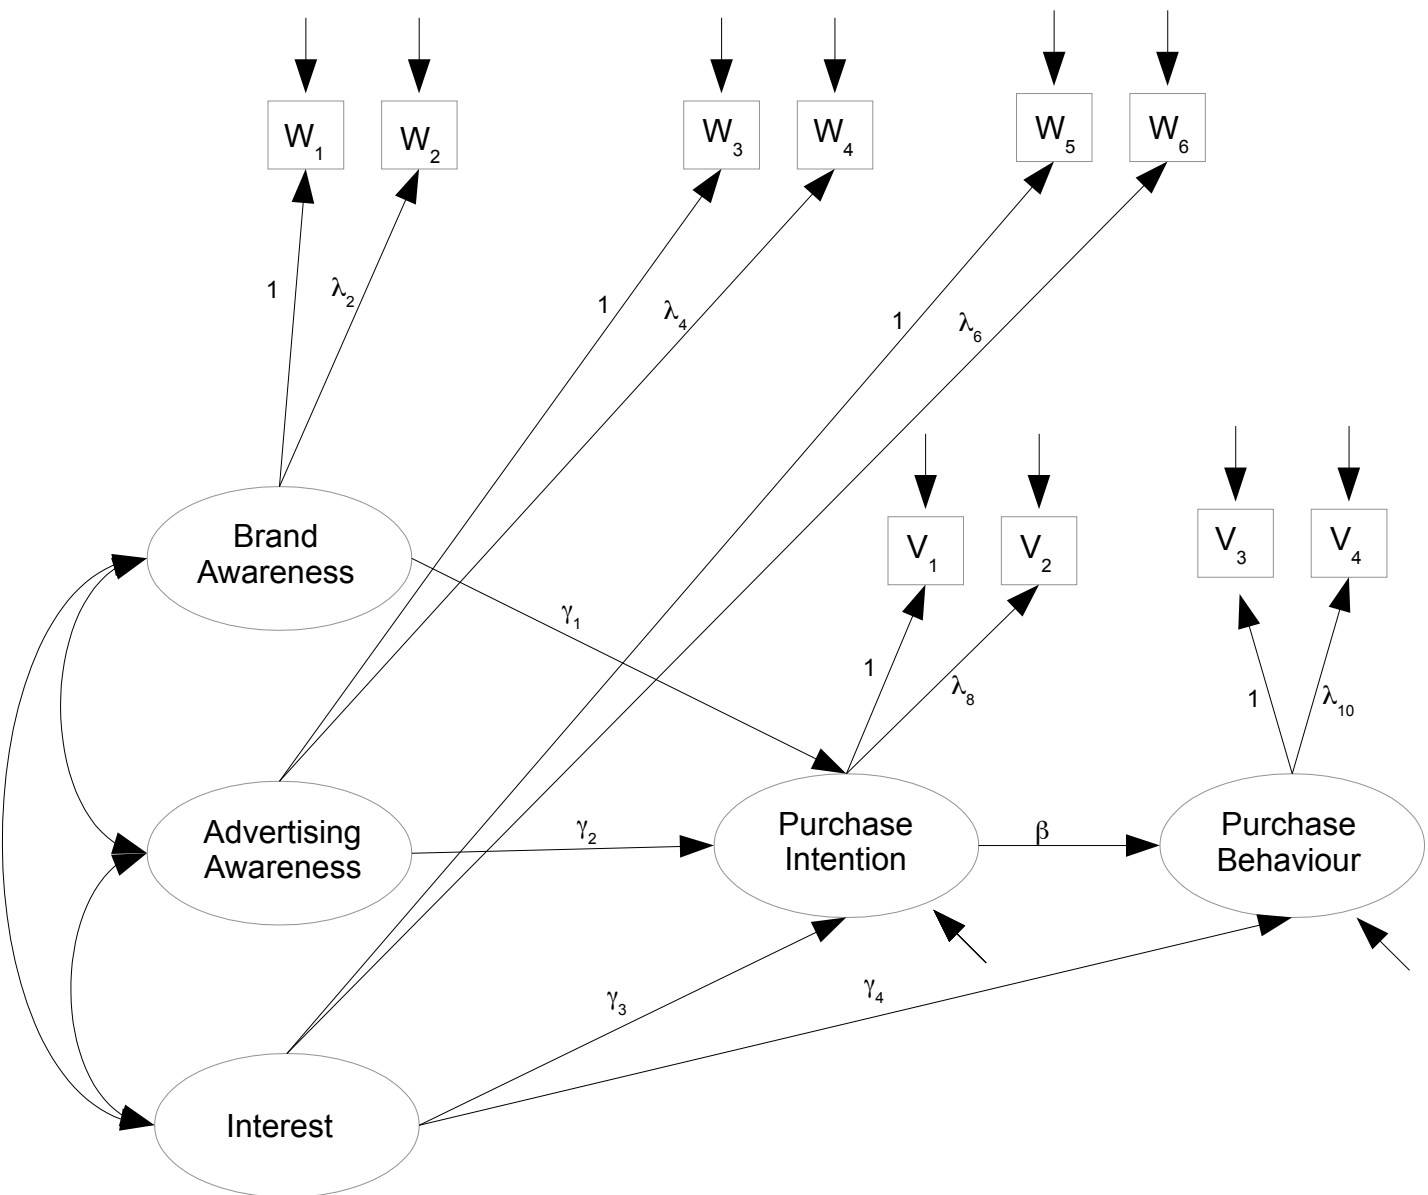 W1 W2 W3 W4 W5 W6
1 λ2 1 λ4 1 λ6
V1 V2 V3 V4
Brand
Awareness
γ1
1 λ8 1 λ10
Advertising
Awareness
γ2
Purchase
Intention
β
Purchase
Behaviour
γ3 γ4
Interest